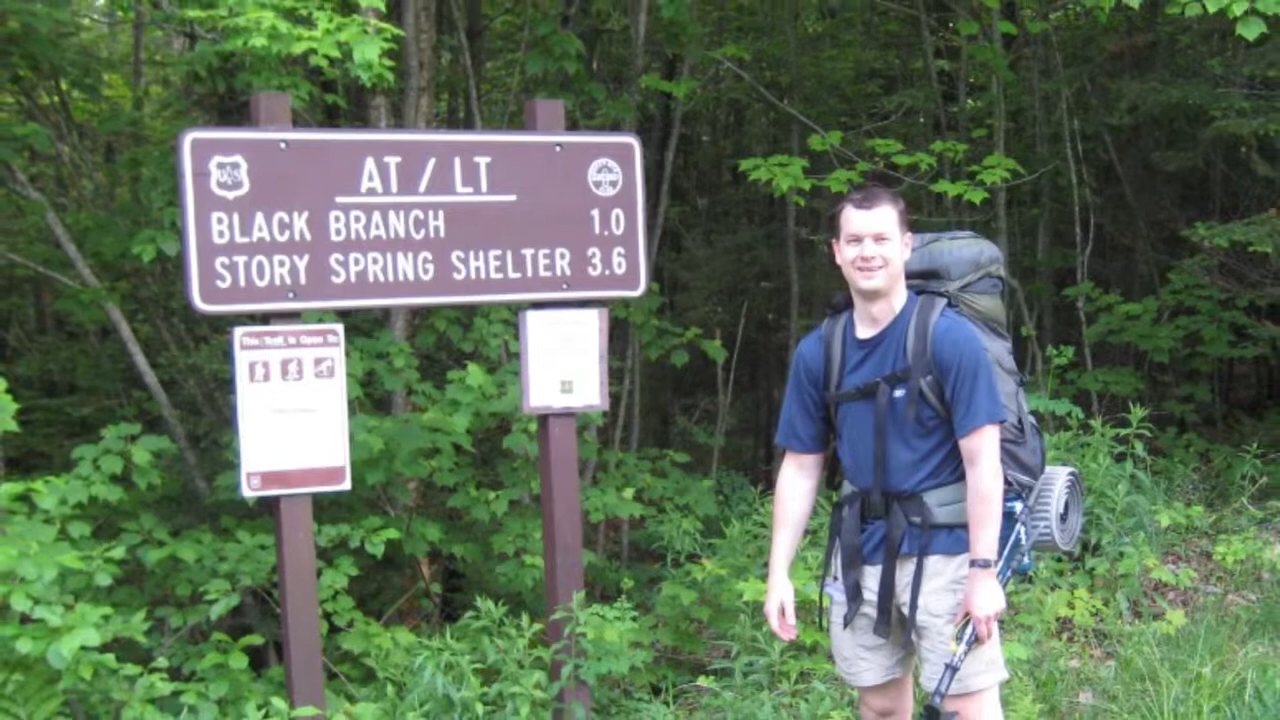 AT / LT
BLACK BRANCH 1.0
STORY SPRING SHELTER 3.6
This Trail is Open To: